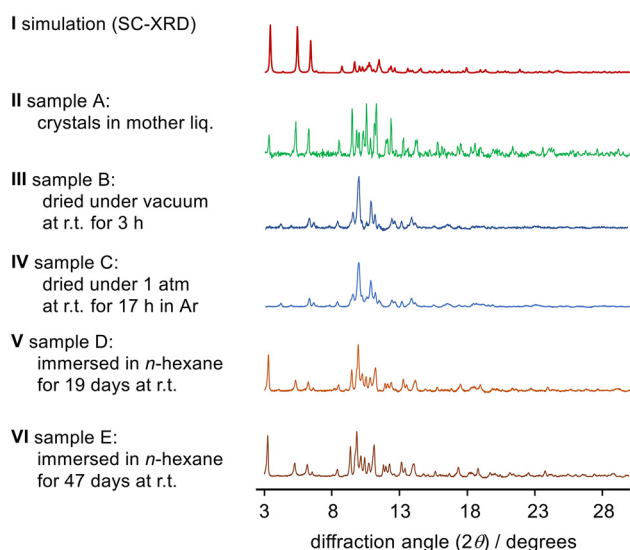 I simulation (SC-XRD)
II sample A:
crystals in mother liq.
III sample B:
dried under vacuum
at r.t. for 3 h
IV sample C:
dried under 1 atm
at r.t. for 17 h in Ar
V sample D:
immersed in n-hexane
for 19 days at r.t.
VI sample E:
immersed in n-hexane
for 47 days at r.t.
3 8 13 18 23 28
diffraction angle (2θ) / degrees